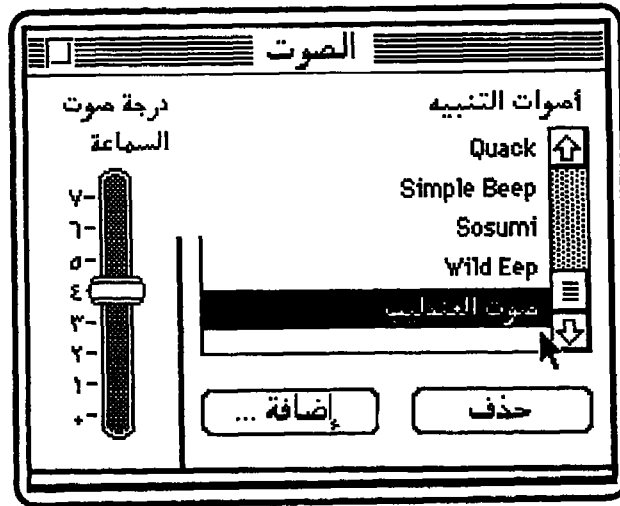 الصوت
أصوات التنبيه
Quack
Simple Beep
Sosumi
Wild Eep
صوت العندليب
حذف
إضافة ...
درجة صوت
السماعة
٧
٦
٥
٤
٣
٢
١
٠